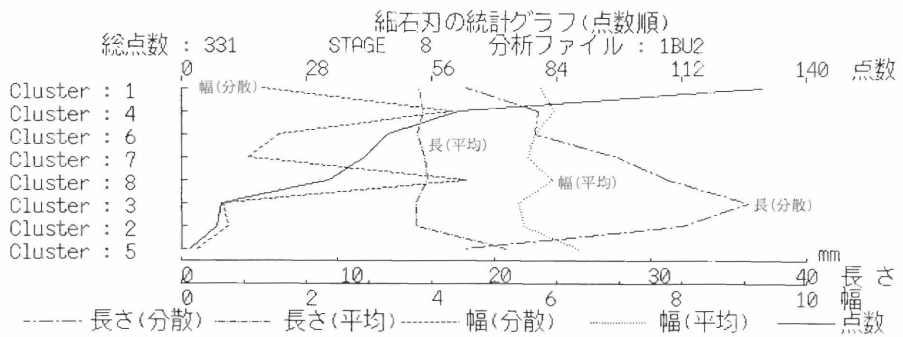 細石刃の統計グラフ(点数順)
総点数 : 331 STAGE 8 分析ファイル : 1BU2
0 28 56 84 112 140 点数
Cluster : 1
Cluster : 4
Cluster : 6
Cluster : 7
Cluster : 8
Cluster : 3
Cluster : 2
Cluster : 5
幅(分散)
長(平均)
幅(平均)
長(分散)
mm
0 10 20 30 40 長さ
0 2 4 6 8 10 幅
長さ(分散) 長さ(平均) 幅(分散) 幅(平均) 点数